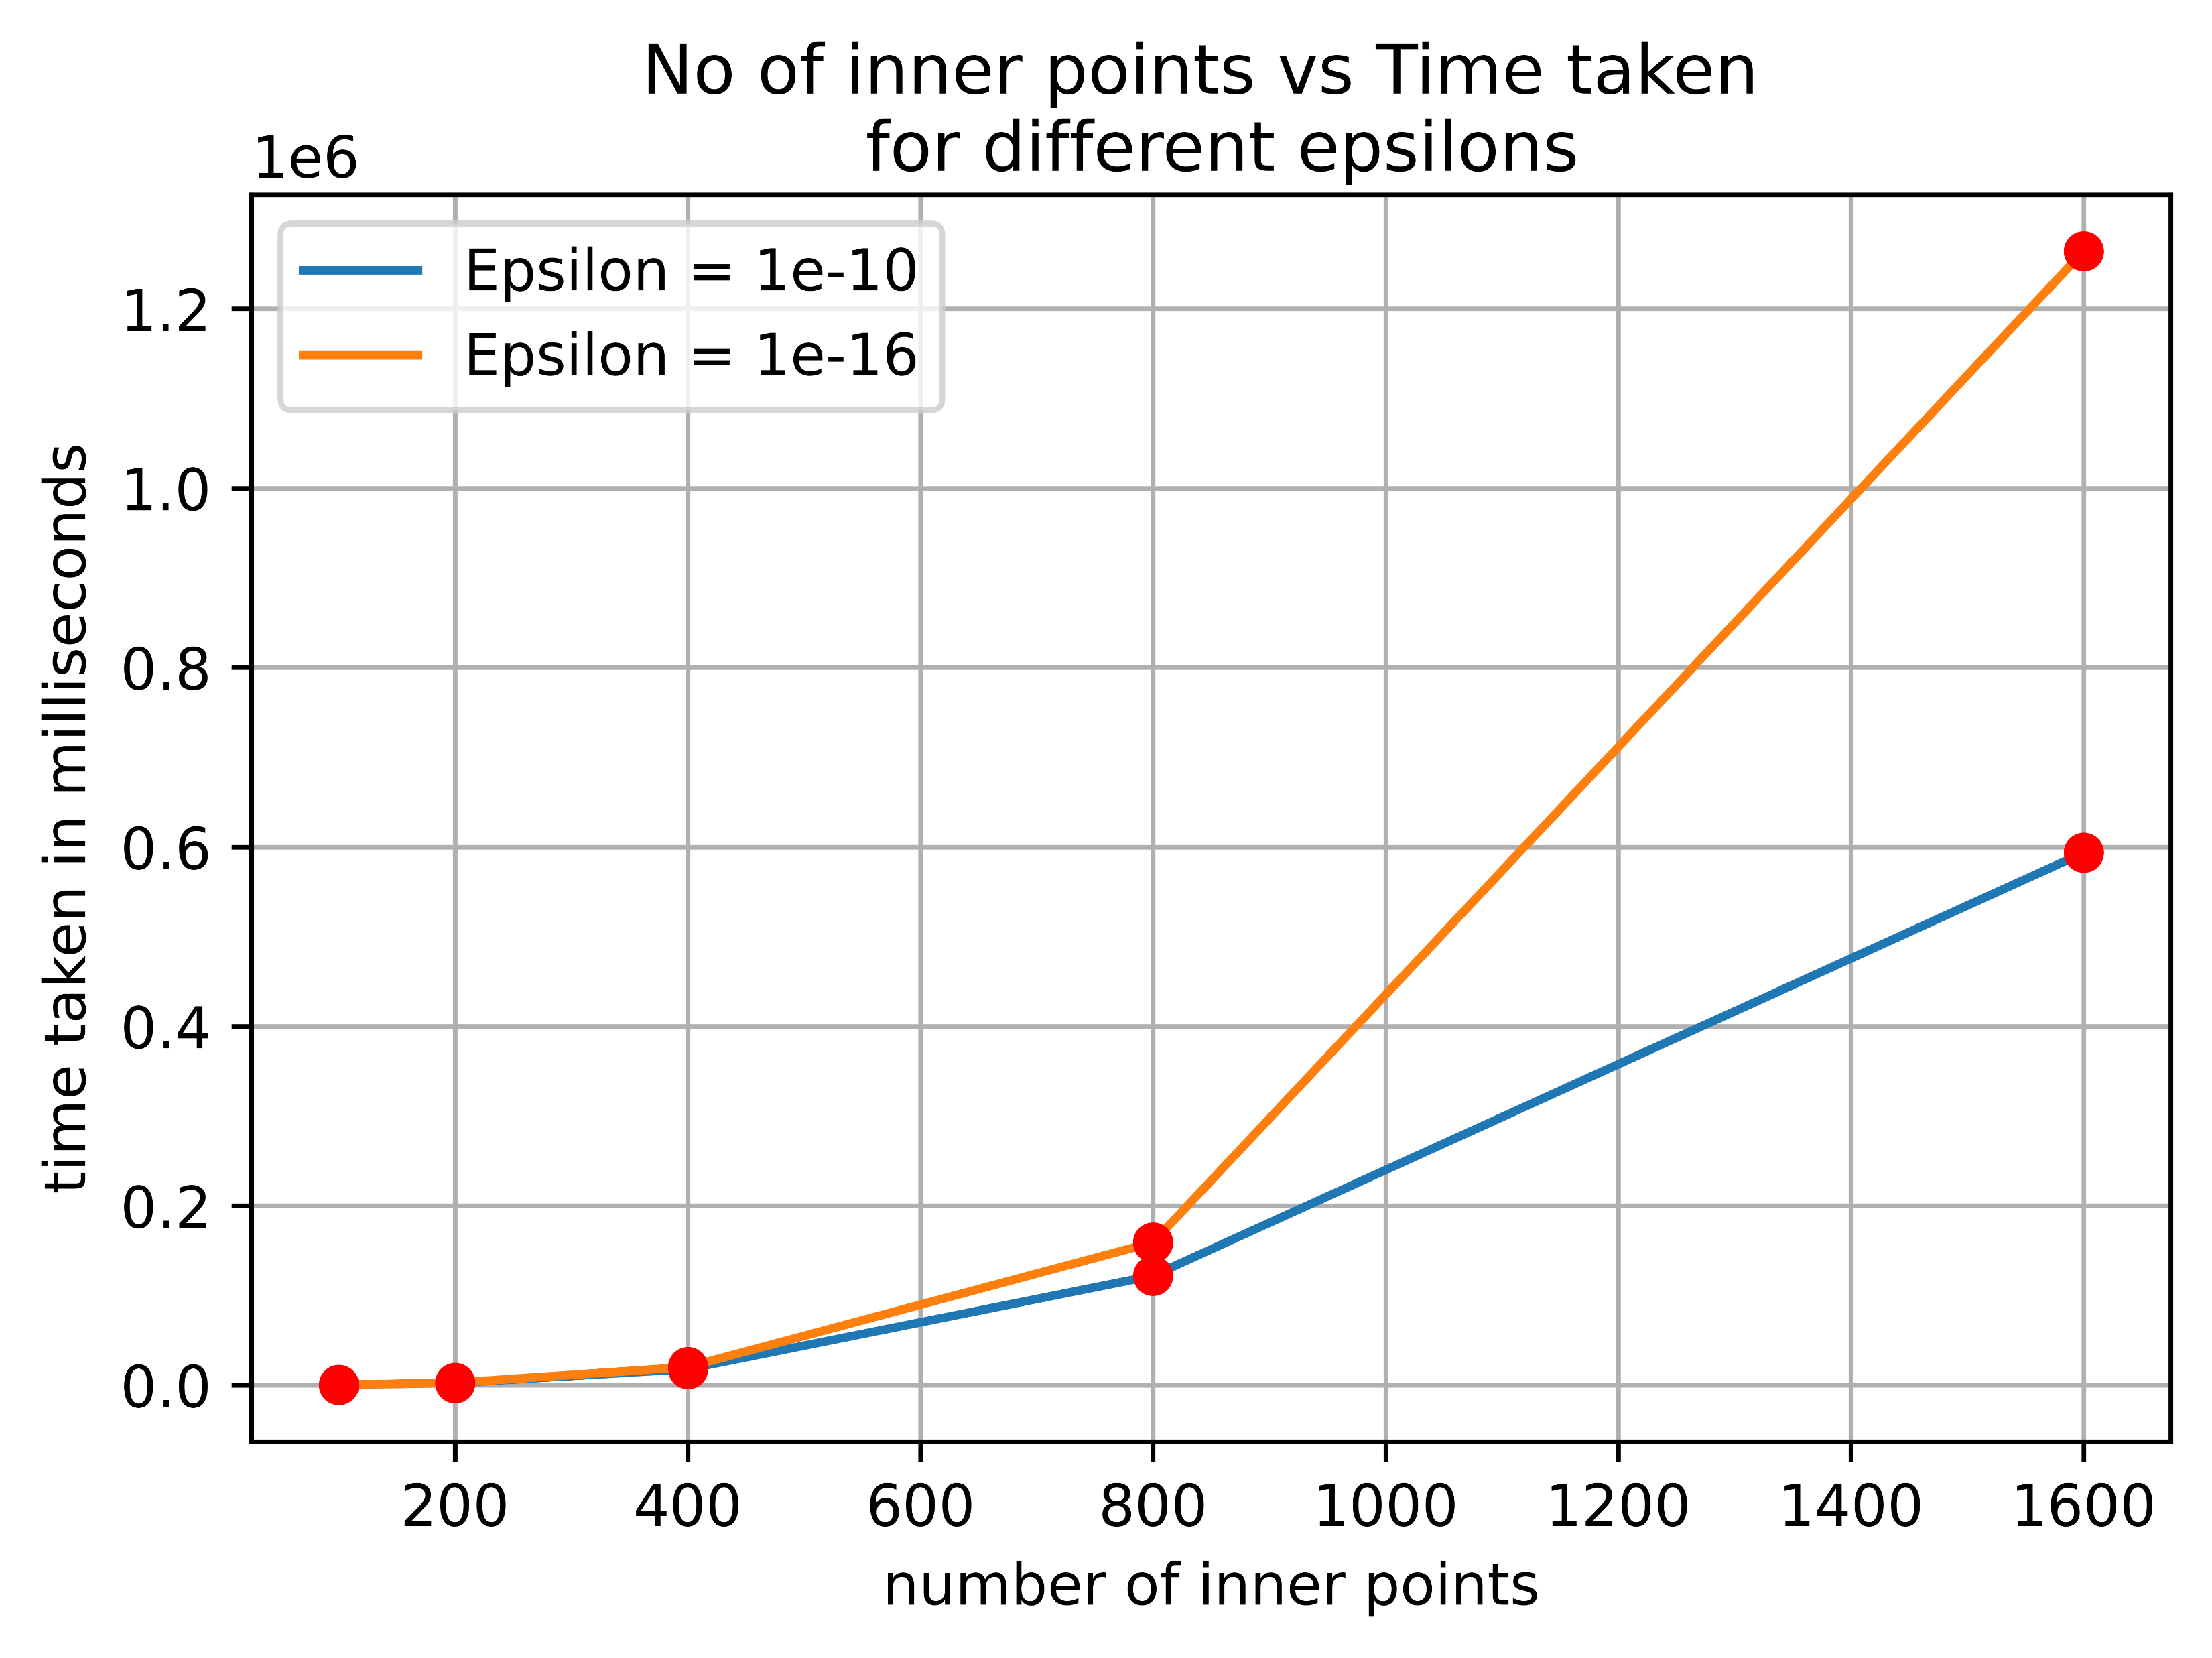 No of inner points vs Time taken
for different epsilons
1e6
Epsilon = 1e-10
Epsilon = 1e-16
1.2
1.0
0.8
0.6
0.4
0.2
0.0
time taken in milliseconds
200 400 600 800 1000 1200 1400 1600
number of inner points